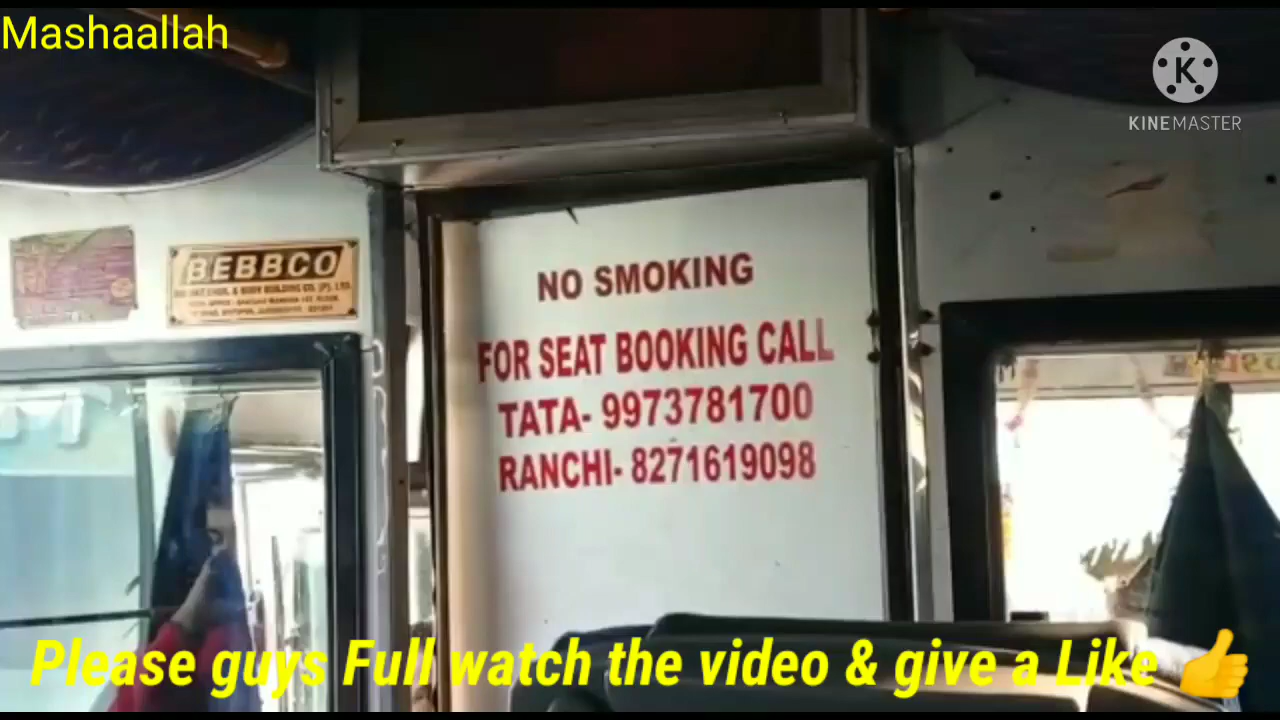 Mashaallah
K
KINEMASTER
BEBBCO
NO SMOKING
FOR SEAT BOOKING CALL
TATA- 9973781700
RANCHI- 8271619098
Please guys Full watch the video & give a Like 👍